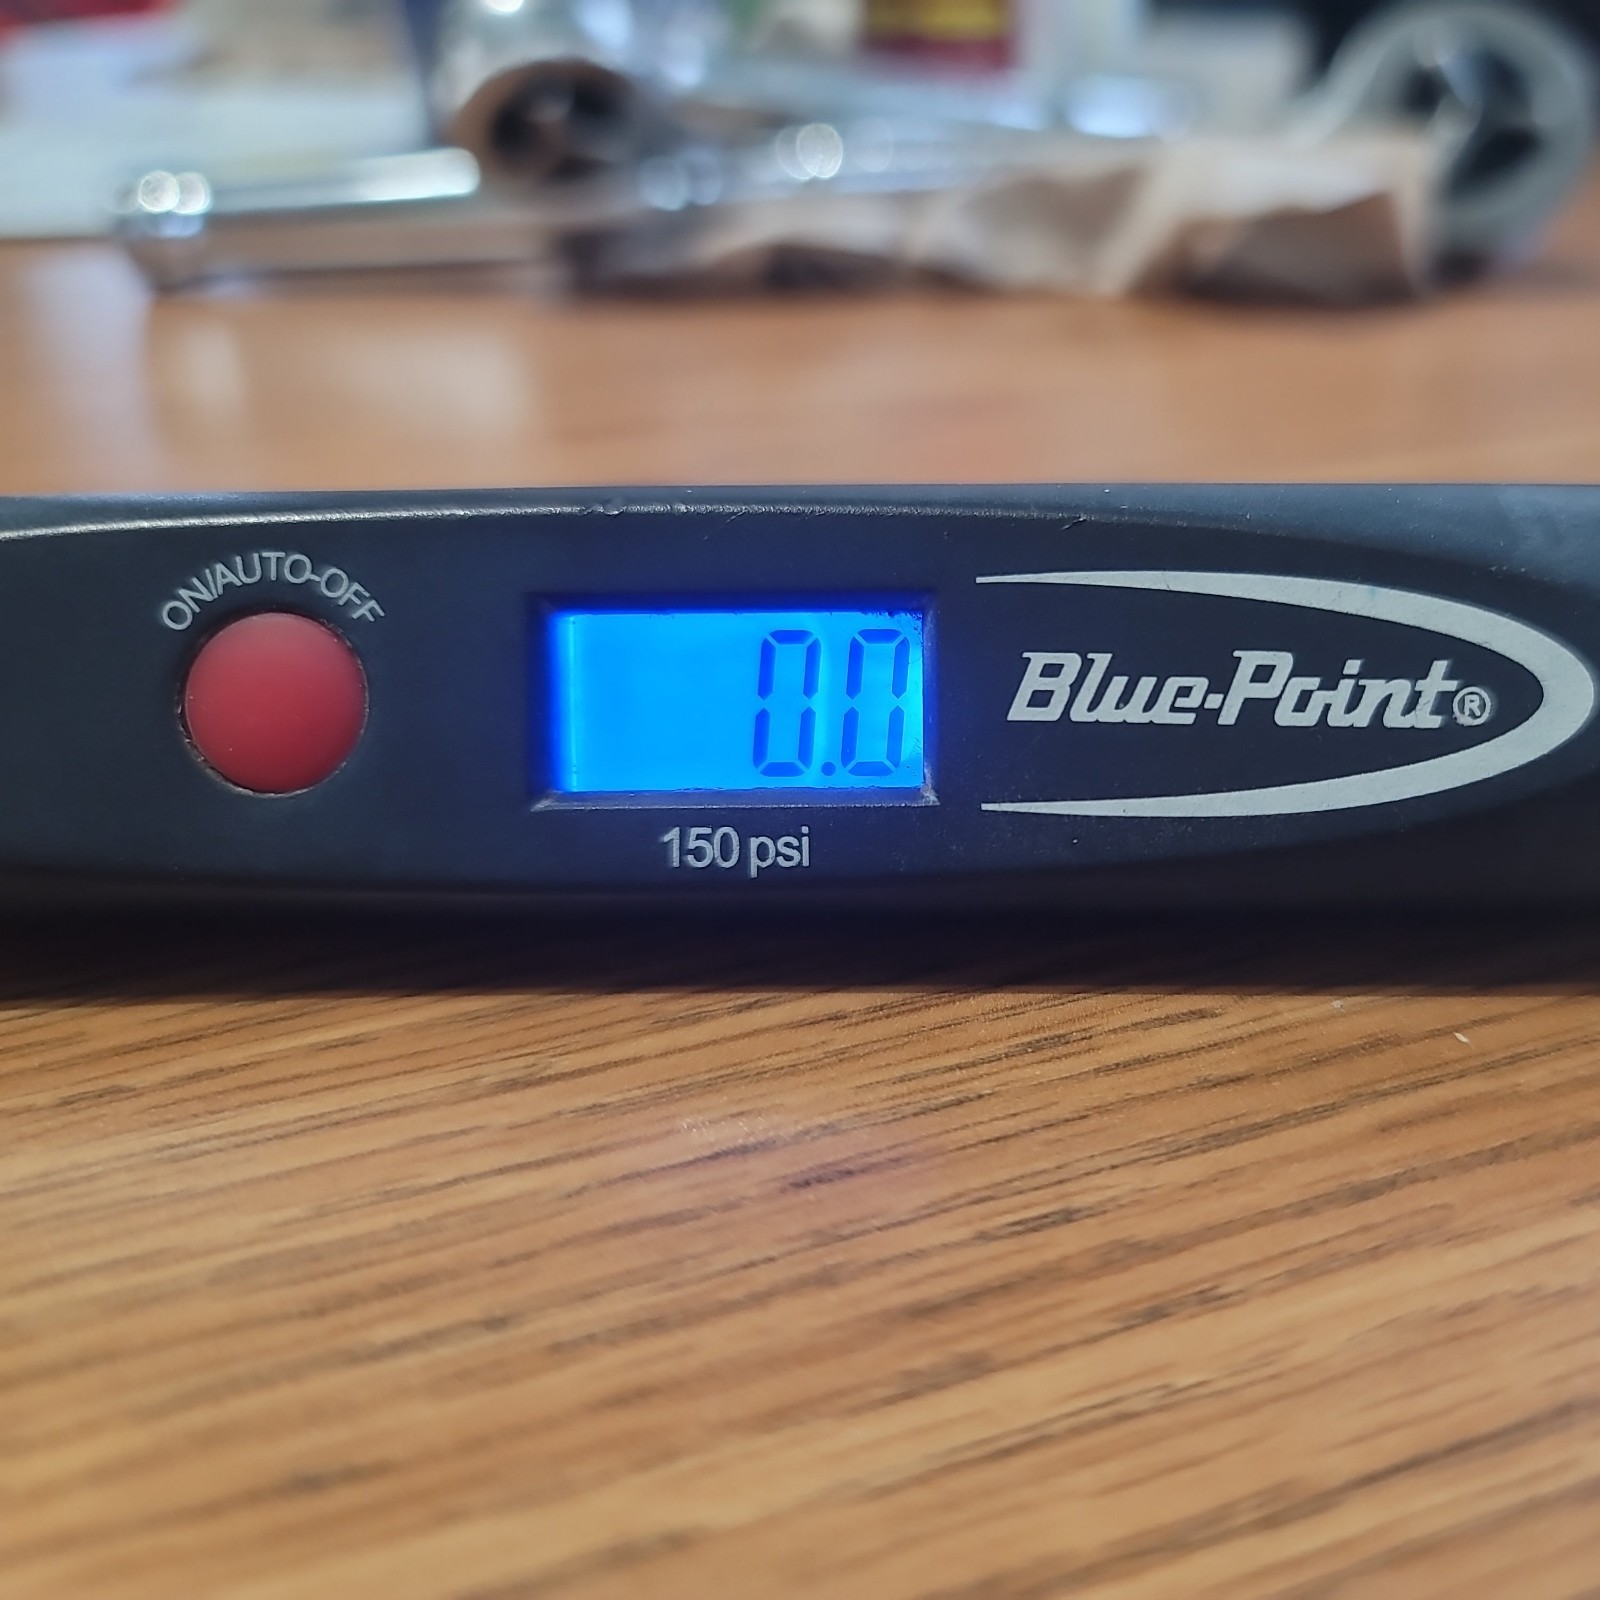 ON/AUTO-OFF
0.0
Blue-Point®
150 psi